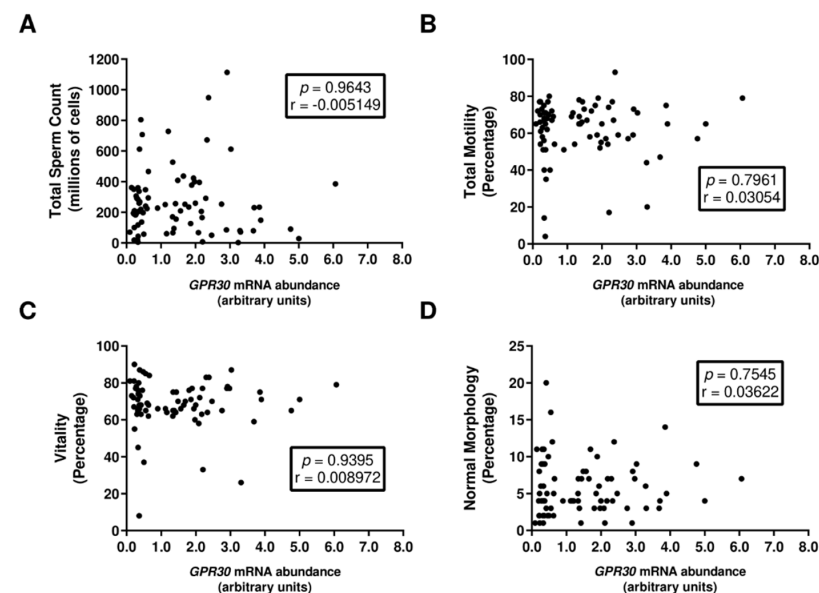 A
Total Sperm Count
(millions of cells)
1200
1000
800
600
400
200
0
p = 0.9643
r = -0.005149
0.0 1.0 2.0 3.0 4.0 5.0 6.0 7.0 8.0
GPR30 mRNA abundance
(arbitrary units)
B
Total Motility
(Percentage)
100
80
60
40
20
0
p = 0.7961
r = 0.03054
0.0 1.0 2.0 3.0 4.0 5.0 6.0 7.0 8.0
GPR30 mRNA abundance
(arbitrary units)
C
Vitality
(Percentage)
100
80
60
40
20
0
p = 0.9395
r = 0.008972
0.0 1.0 2.0 3.0 4.0 5.0 6.0 7.0 8.0
GPR30 mRNA abundance
(arbitrary units)
D
Normal Morphology
(Percentage)
25
20
15
10
5
0
p = 0.7545
r = 0.03622
0.0 1.0 2.0 3.0 4.0 5.0 6.0 7.0 8.0
GPR30 mRNA abundance
(arbitrary units)